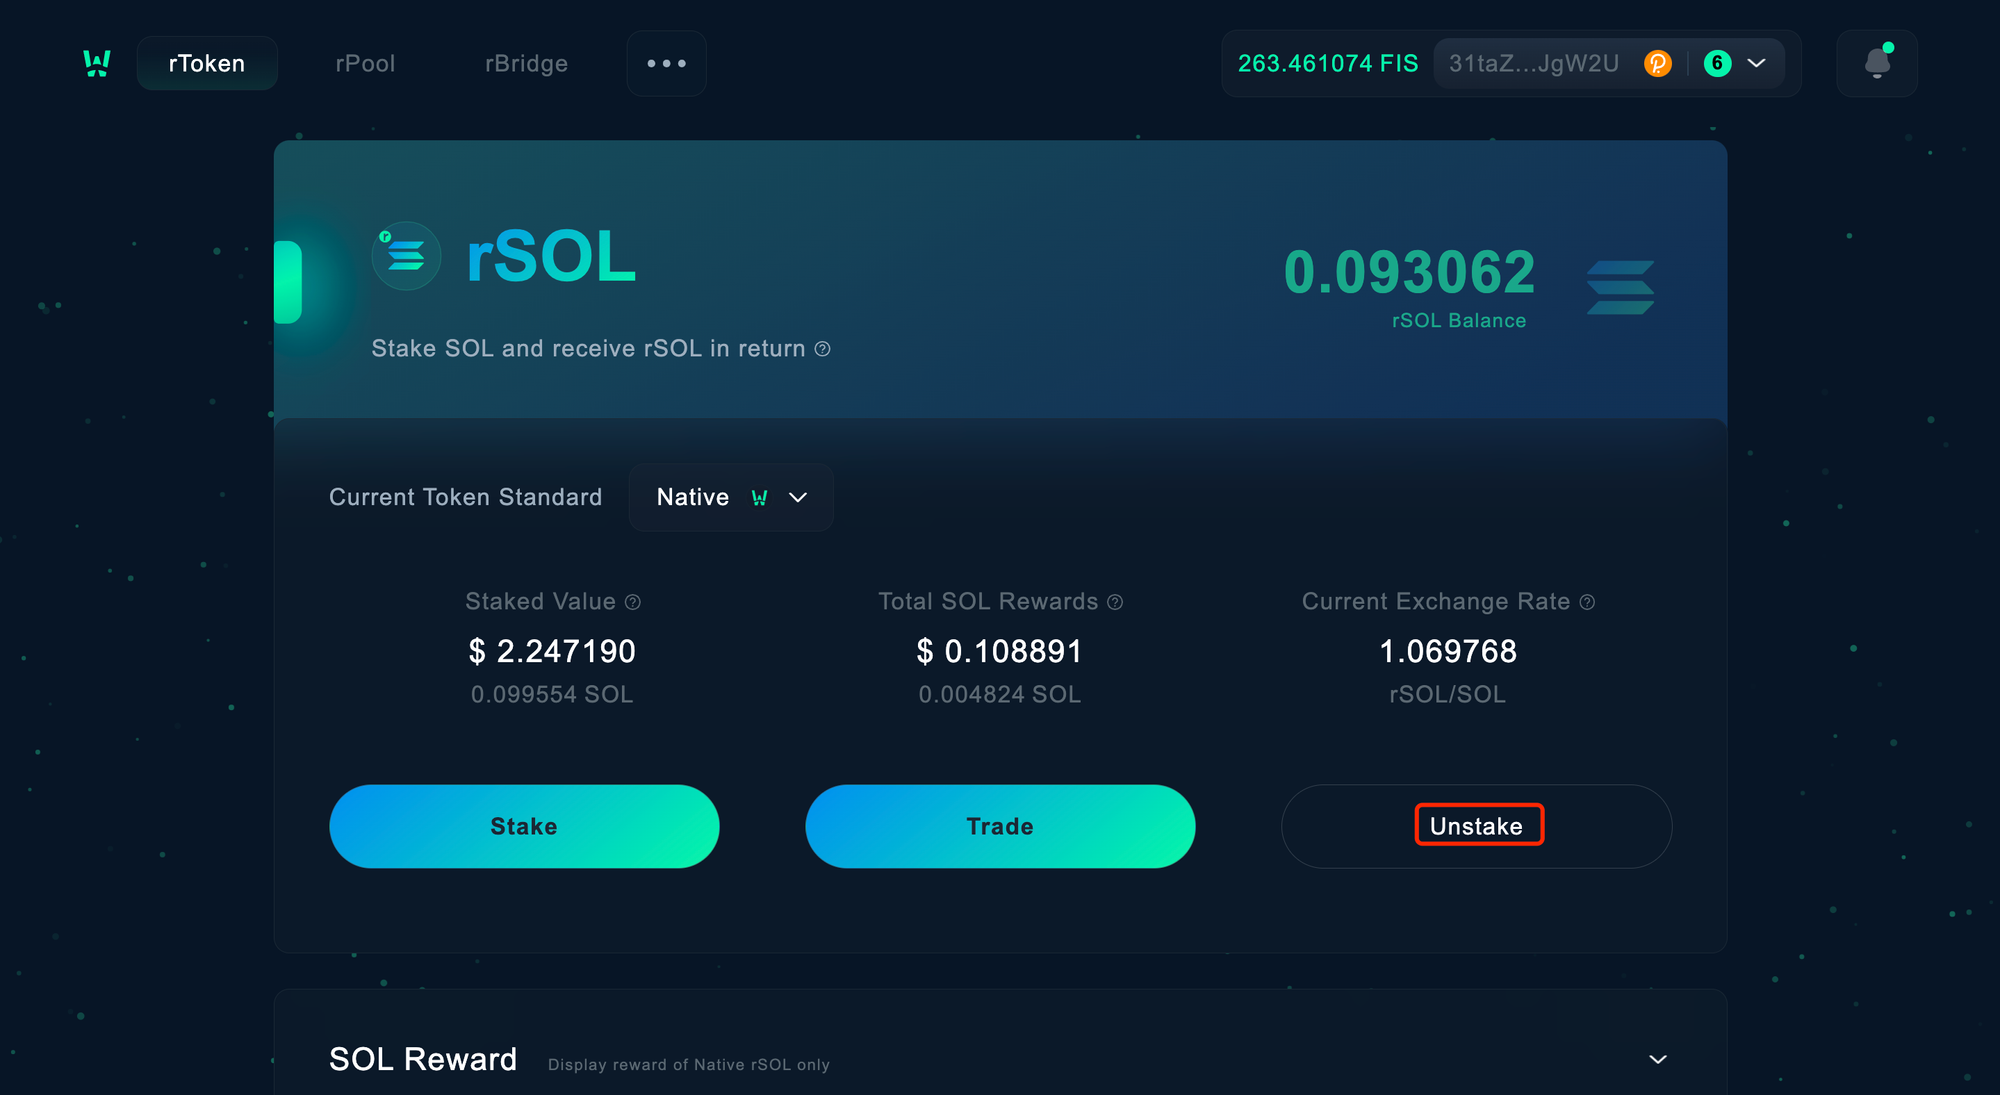 rToken
rPool
rBridge
263.461074 FIS
31taZ...JgW2U
6
rSOL
Stake SOL and receive rSOL in return
0.093062
rSOL Balance
Current Token Standard
Native
Staked Value
$ 2.247190
0.099554 SOL
Total SOL Rewards
$ 0.108891
0.004824 SOL
Current Exchange Rate
1.069768
rSOL/SOL
Stake
Trade
Unstake
SOL Reward
Display reward of Native rSOL only